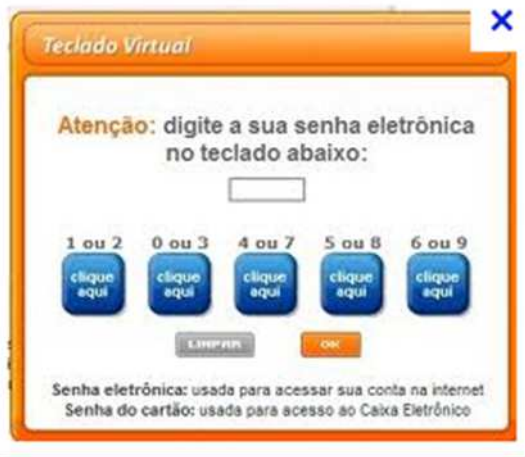 Teclado Virtual
Atenção: digite a sua senha eletrônica
no teclado abaixo:
1 ou 2 0 ou 3 4 ou 7 5 ou 8 6 ou 9
clique clique clique clique clique
aqui aqui aqui aqui aqui
LIMPAR OK
Senha eletrônica: usada para acessar sua conta na internet
Senha do cartão: usada para acesso ao Caixa Eletrônico